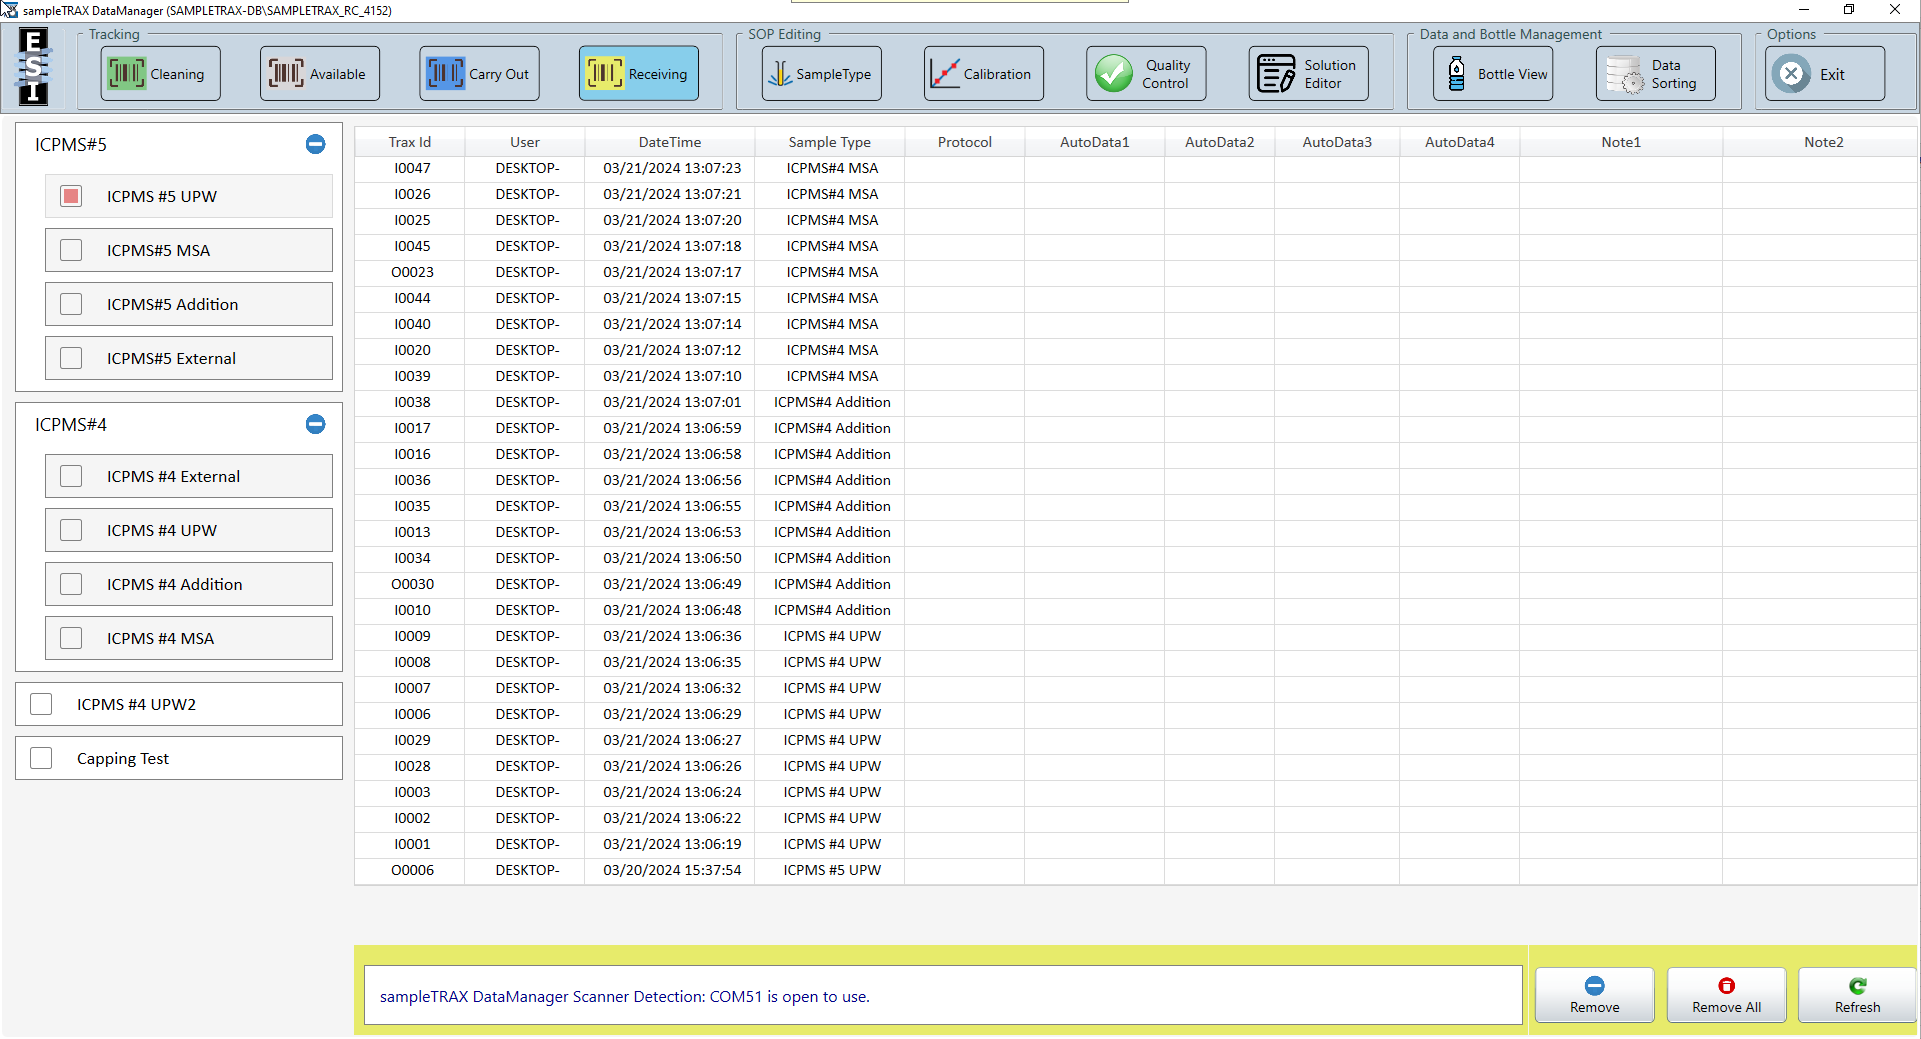 sampleTRAX DataManager (SAMPLETRAX-DB\SAMPLETRAX_RC_4152)
ESI
Tracking
Cleaning
Available
Carry Out
Receiving
SOP Editing
SampleType
Calibration
Quality Control
Solution Editor
Data and Bottle Management
Bottle View
Data Sorting
Options
Exit
ICPMS#5
ICPMS #5 UPW
ICPMS#5 MSA
ICPMS#5 Addition
ICPMS#5 External
ICPMS#4
ICPMS #4 External
ICPMS #4 UPW
ICPMS #4 Addition
ICPMS #4 MSA
ICPMS #4 UPW2
Capping Test
Trax Id User DateTime Sample Type Protocol AutoData1 AutoData2 AutoData3 AutoData4 Note1 Note2
I0047 DESKTOP- 03/21/2024 13:07:23 ICPMS#4 MSA
I0026 DESKTOP- 03/21/2024 13:07:21 ICPMS#4 MSA
I0025 DESKTOP- 03/21/2024 13:07:20 ICPMS#4 MSA
I0045 DESKTOP- 03/21/2024 13:07:18 ICPMS#4 MSA
O0023 DESKTOP- 03/21/2024 13:07:17 ICPMS#4 MSA
I0044 DESKTOP- 03/21/2024 13:07:15 ICPMS#4 MSA
I0040 DESKTOP- 03/21/2024 13:07:14 ICPMS#4 MSA
I0020 DESKTOP- 03/21/2024 13:07:12 ICPMS#4 MSA
I0039 DESKTOP- 03/21/2024 13:07:10 ICPMS#4 MSA
I0038 DESKTOP- 03/21/2024 13:07:01 ICPMS#4 Addition
I0017 DESKTOP- 03/21/2024 13:06:59 ICPMS#4 Addition
I0016 DESKTOP- 03/21/2024 13:06:58 ICPMS#4 Addition
I0036 DESKTOP- 03/21/2024 13:06:56 ICPMS#4 Addition
I0035 DESKTOP- 03/21/2024 13:06:55 ICPMS#4 Addition
I0013 DESKTOP- 03/21/2024 13:06:53 ICPMS#4 Addition
I0034 DESKTOP- 03/21/2024 13:06:50 ICPMS#4 Addition
O0030 DESKTOP- 03/21/2024 13:06:49 ICPMS#4 Addition
I0010 DESKTOP- 03/21/2024 13:06:48 ICPMS#4 Addition
I0009 DESKTOP- 03/21/2024 13:06:36 ICPMS #4 UPW
I0008 DESKTOP- 03/21/2024 13:06:35 ICPMS #4 UPW
I0007 DESKTOP- 03/21/2024 13:06:32 ICPMS #4 UPW
I0006 DESKTOP- 03/21/2024 13:06:29 ICPMS #4 UPW
I0029 DESKTOP- 03/21/2024 13:06:27 ICPMS #4 UPW
I0028 DESKTOP- 03/21/2024 13:06:26 ICPMS #4 UPW
I0003 DESKTOP- 03/21/2024 13:06:24 ICPMS #4 UPW
I0002 DESKTOP- 03/21/2024 13:06:22 ICPMS #4 UPW
I0001 DESKTOP- 03/21/2024 13:06:19 ICPMS #4 UPW
O0006 DESKTOP- 03/20/2024 15:37:54 ICPMS #5 UPW
sampleTRAX DataManager Scanner Detection: COM51 is open to use.
Remove
Remove All
Refresh